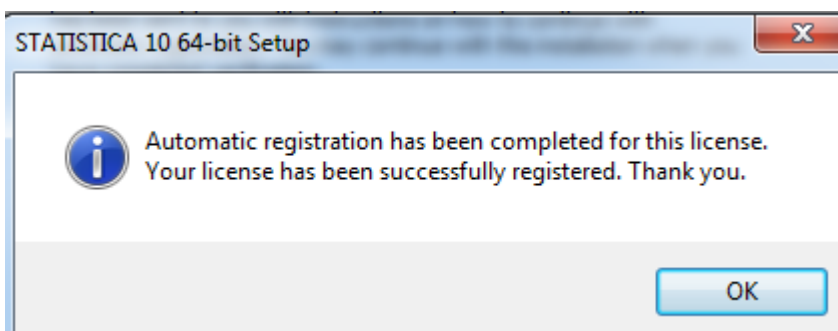 STATISTICA 10 64-bit Setup
Automatic registration has been completed for this license.
Your license has been successfully registered. Thank you.
OK